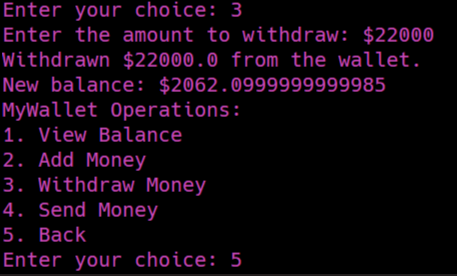 Enter your choice: 3
Enter the amount to withdraw: $22000
Withdrawn $22000.0 from the wallet.
New balance: $2062.0999999999985
MyWallet Operations:
1. View Balance
2. Add Money
3. Withdraw Money
4. Send Money
5. Back
Enter your choice: 5